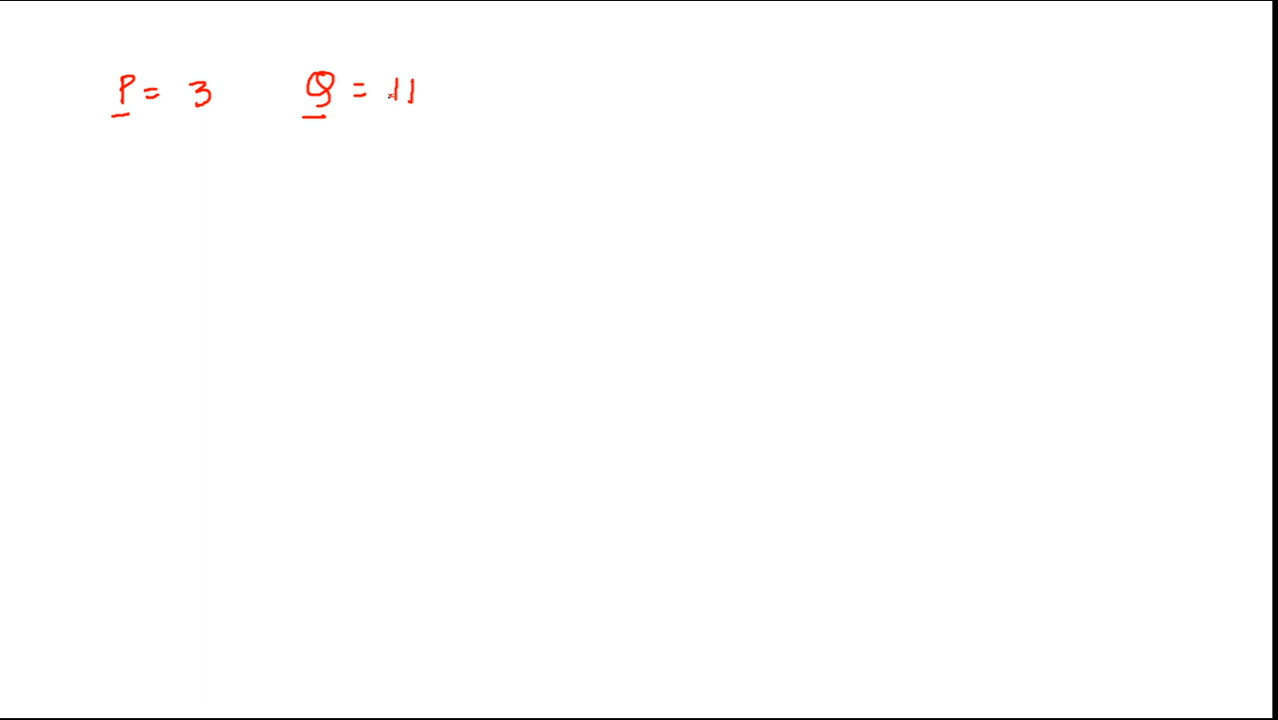 P = 3 Q = 11